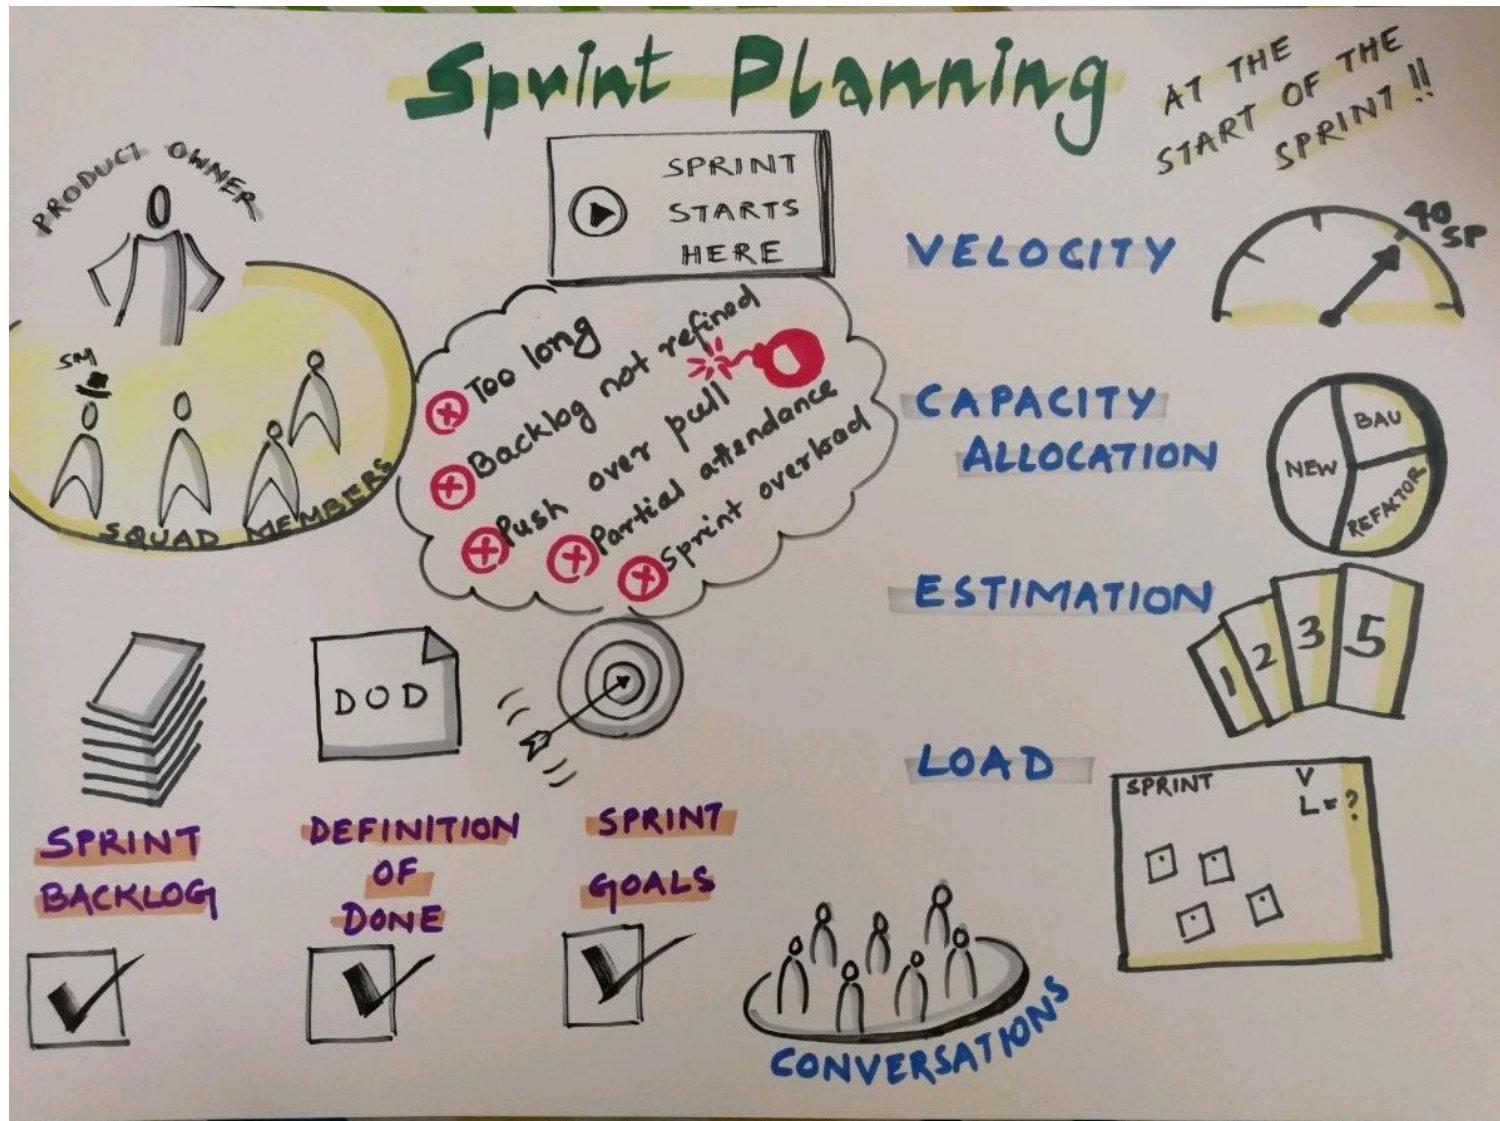 Sprint Planning
AT THE
START OF THE
SPRINT !!
PRODUCT OWNER
SM
SQUAD MEMBERS
SPRINT
STARTS
HERE
Too long
Backlog not refined
Push over pull
Partial attendance
Sprint overload
VELOCITY
40
SP
CAPACITY
ALLOCATION
NEW
BAU
REFACTOR
ESTIMATION
1 2 3 5
LOAD
SPRINT
V
L = ?
DOD
SPRINT
BACKLOG
DEFINITION
OF
DONE
SPRINT
GOALS
CONVERSATIONS